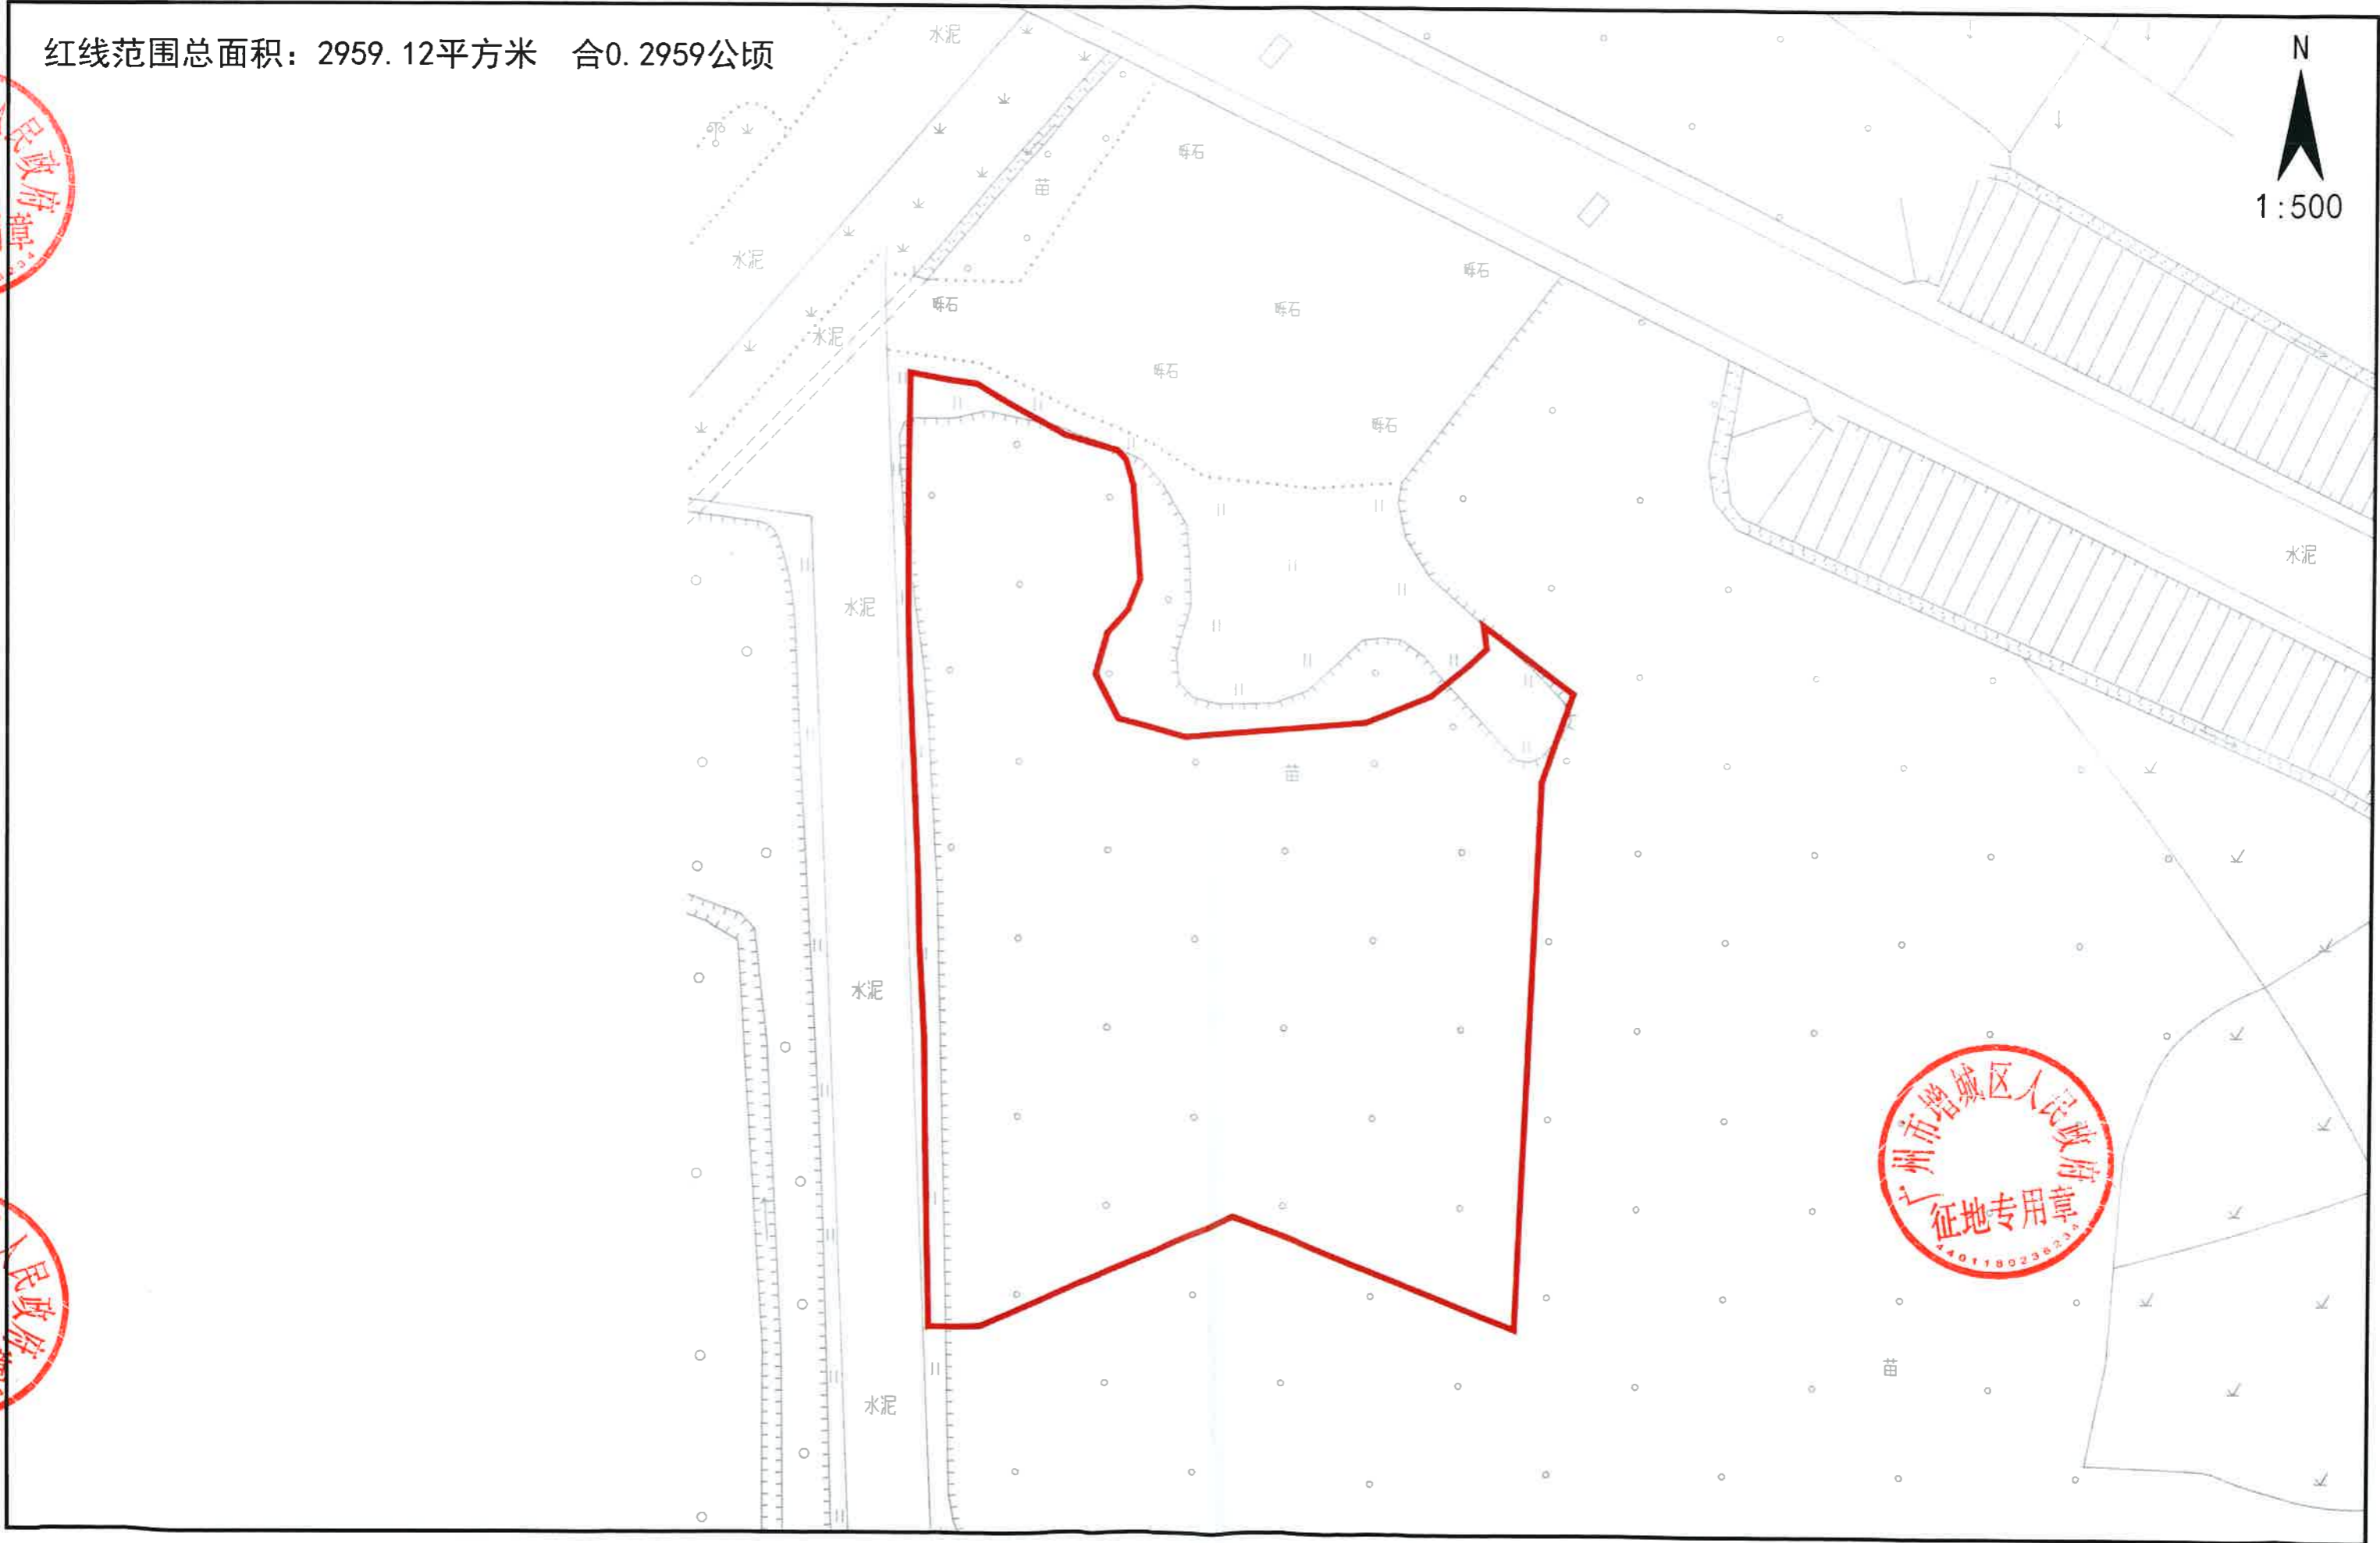 红线范围总面积：2959.12平方米 合0.2959公顷
N
1:500
水泥
砾石
苗
水泥
砾石
砾石
砾石
水泥
砾石
砾石
水泥
水泥
苗
水泥
苗
水泥
广州市增城区人民政府
征地专用章
人民政府
章
234
人民政府